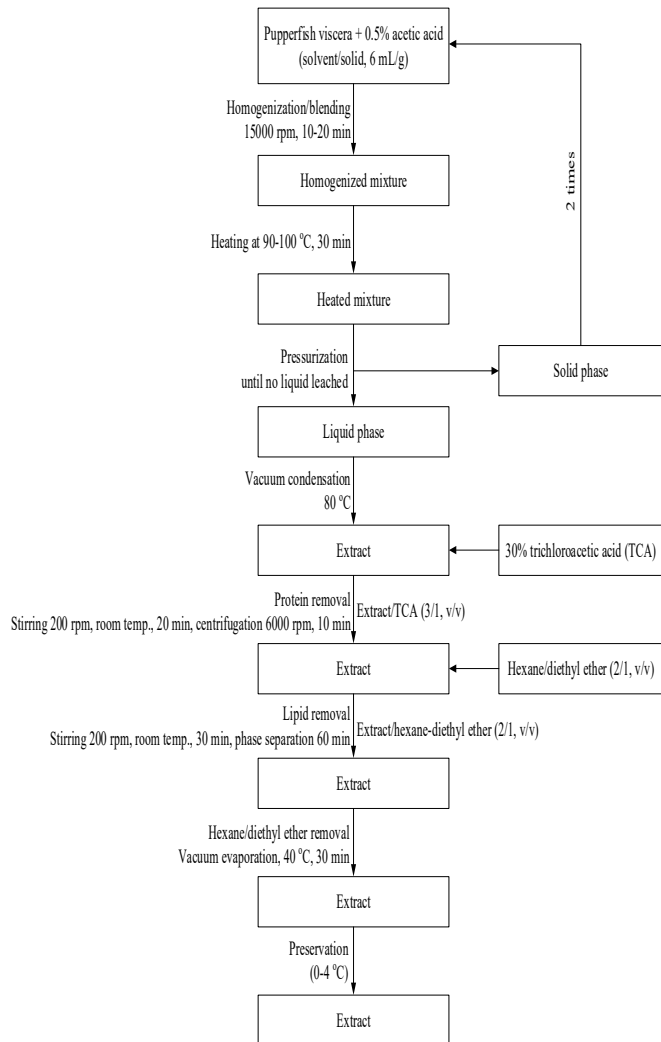 Pupperfish viscera + 0.5% acetic acid
(solvent/solid, 6 mL/g)
Homogenization/blending
15000 rpm, 10-20 min
Homogenized mixture
2 times
Heating at 90-100 °C, 30 min
Heated mixture
Pressurization
until no liquid leached
Solid phase
Liquid phase
Vacuum condensation
80 °C
Extract
30% trichloroacetic acid (TCA)
Protein removal
Stirring 200 rpm, room temp., 20 min, centrifugation 6000 rpm, 10 min
Extract/TCA (3/1, v/v)
Extract
Hexane/diethyl ether (2/1, v/v)
Lipid removal
Stirring 200 rpm, room temp., 30 min, phase separation 60 min
Extract/hexane-diethyl ether (2/1, v/v)
Extract
Hexane/diethyl ether removal
Vacuum evaporation, 40 °C, 30 min
Extract
Preservation
(0-4 °C)
Extract